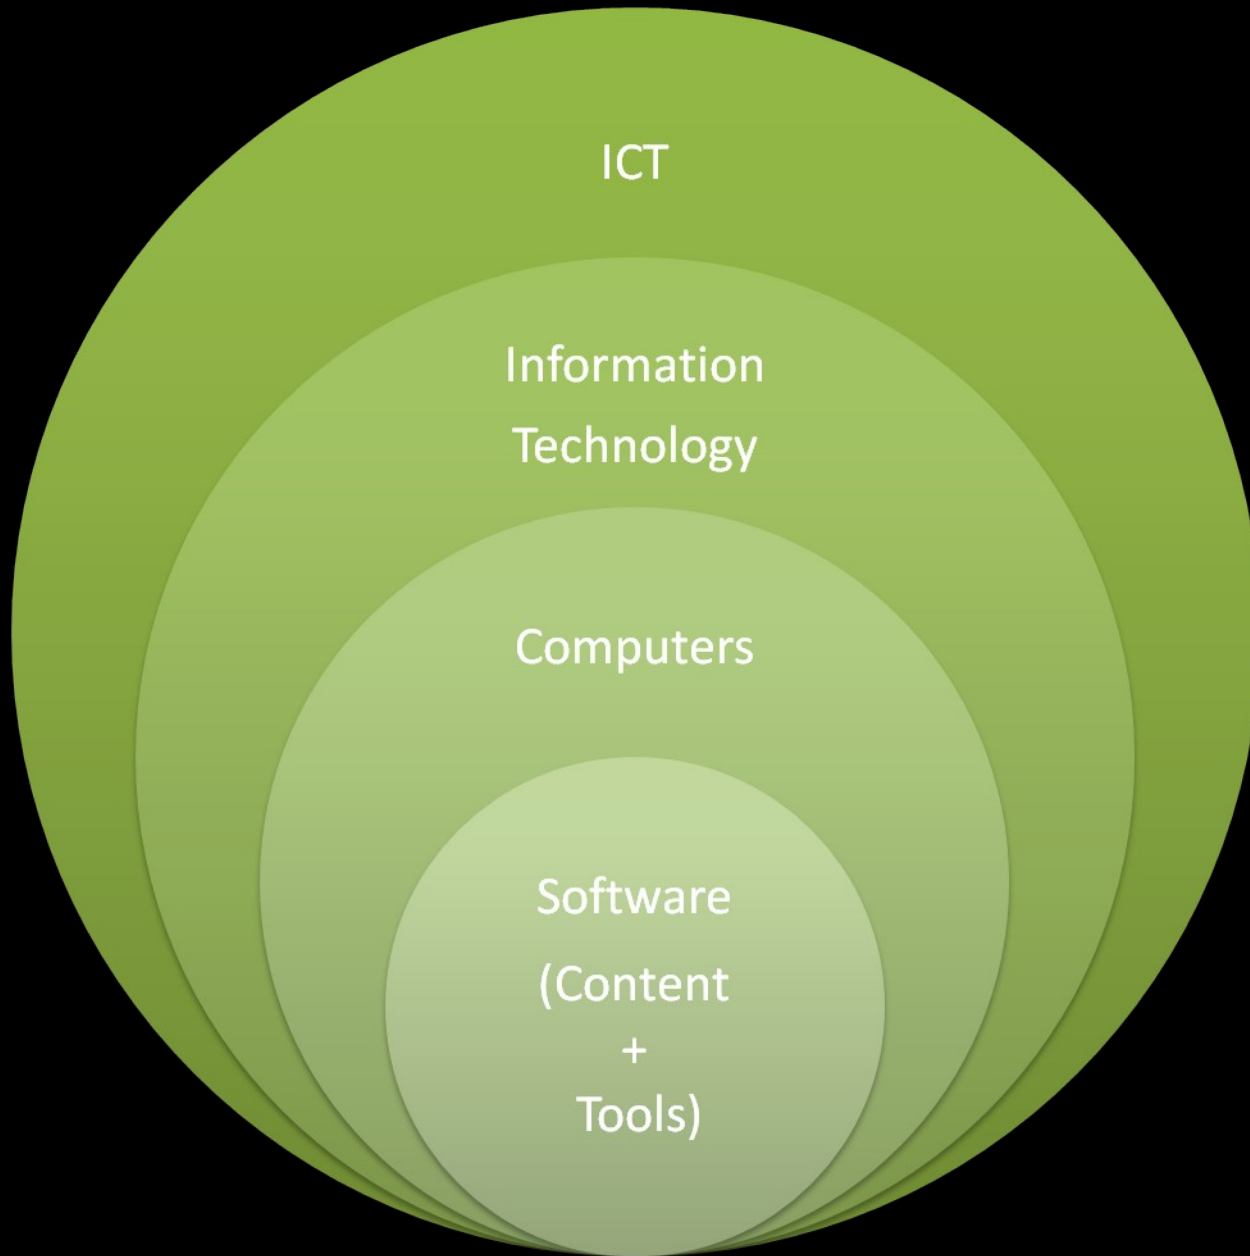 ICT
Information
Technology
Computers
Software
(Content
+
Tools)